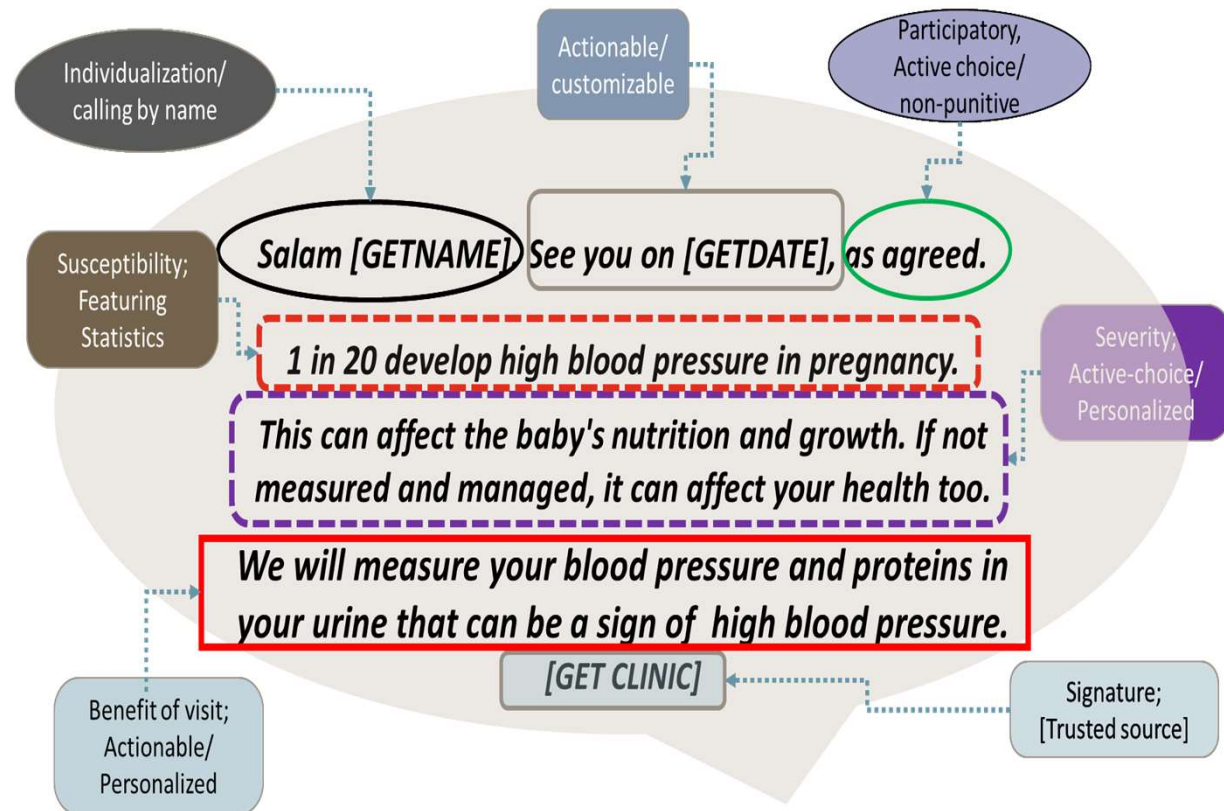 Individualization/
calling by name
Actionable/
customizable
Participatory,
Active choice/
non-punitive
Salam [GETNAME]. See you on [GETDATE], as agreed.
Susceptibility;
Featuring
Statistics
1 in 20 develop high blood pressure in pregnancy.
Severity;
Active-choice/
Personalized
This can affect the baby's nutrition and growth. If not
measured and managed, it can affect your health too.
We will measure your blood pressure and proteins in
your urine that can be a sign of high blood pressure.
[GET CLINIC]
Benefit of visit;
Actionable/
Personalized
Signature;
[Trusted source]